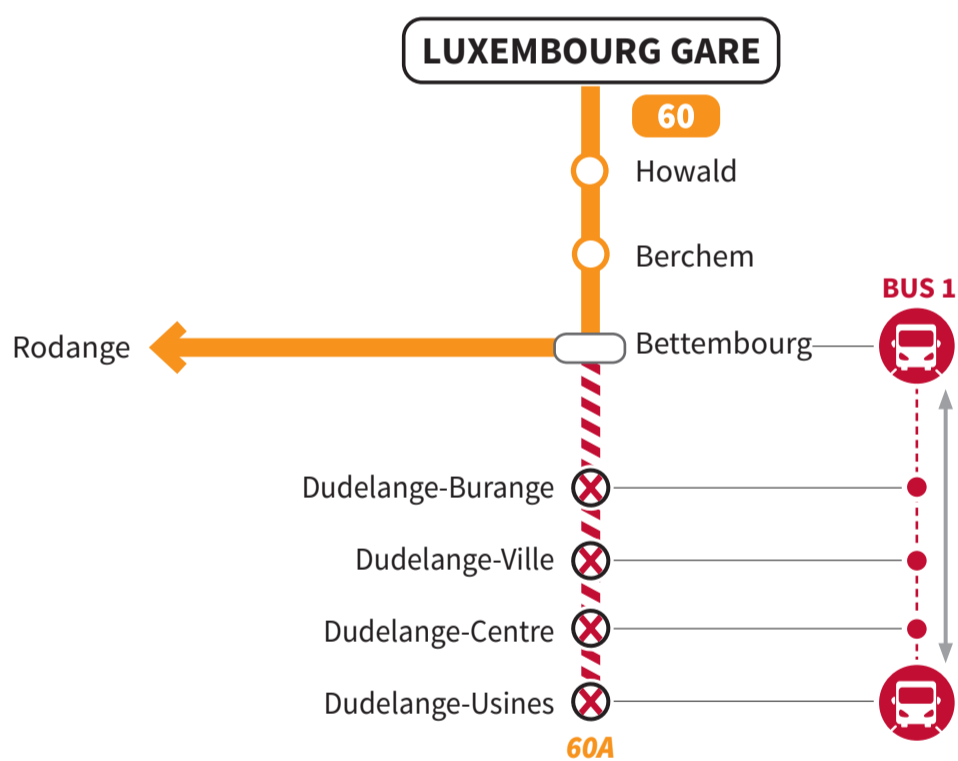 LUXEMBOURG GARE
60
Howald
Berchem
BUS 1
Rodange
Bettembourg
Dudelange-Burange
Dudelange-Ville
Dudelange-Centre
Dudelange-Usines
60A